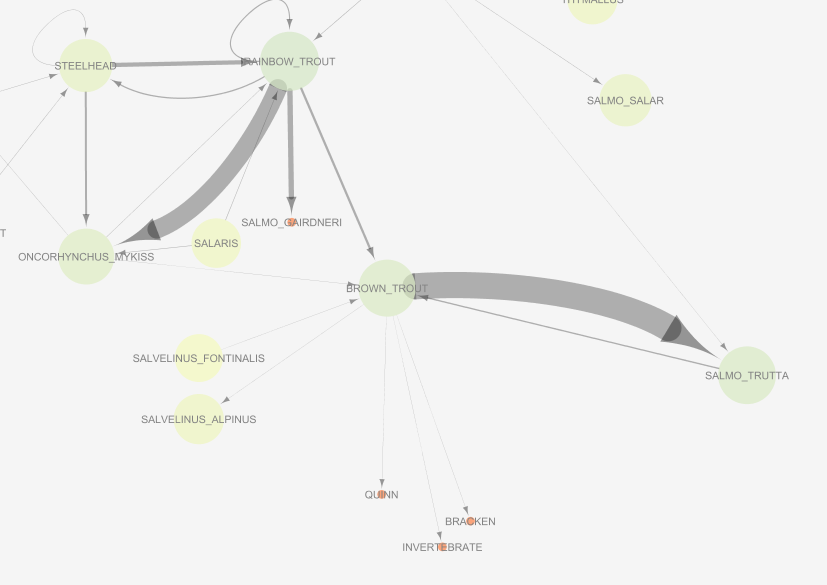 THYMALLUS
RAINBOW_TROUT
STEELHEAD
SALMO_SALAR
SALMO_GAIRDNERI
T
SALARIS
ONCORHYNCHUS_MYKISS
BROWN_TROUT
SALVELINUS_FONTINALIS
SALMO_TRUTTA
SALVELINUS_ALPINUS
QUINN
BRACKEN
INVERTEBRATE